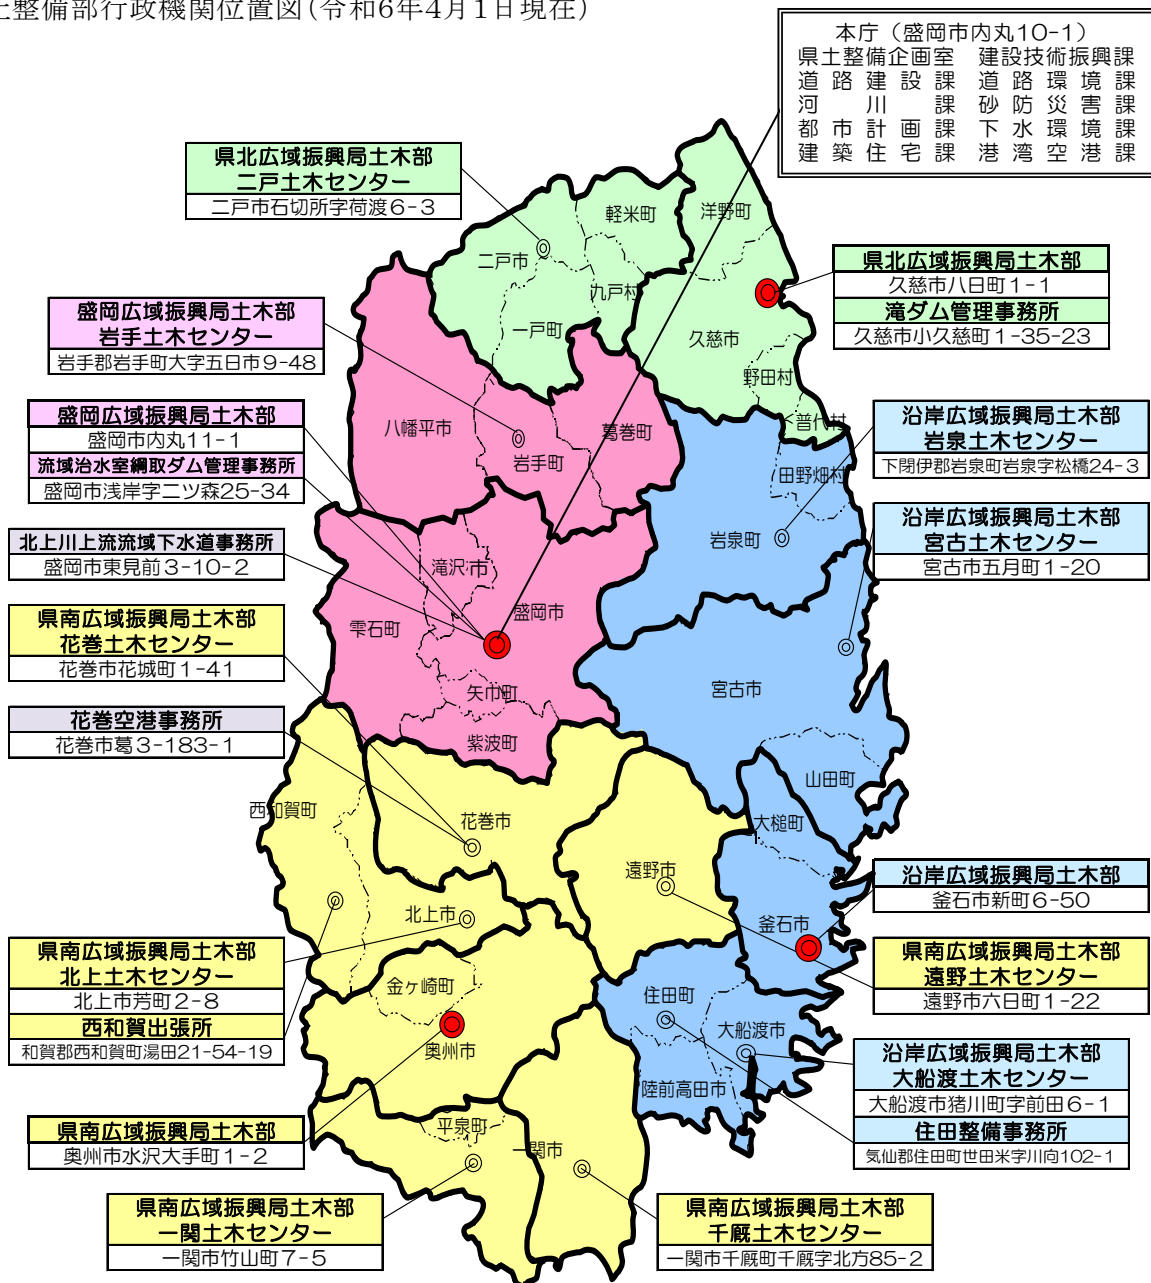 土整備部行政機関位置図(令和6年4月1日現在)
本庁（盛岡市内丸10-1）
県土整備企画室　建設技術振興課
道路建設課　道路環境課
河川課　砂防災害課
都市計画課　下水環境課
建築住宅課　港湾空港課
県北広域振興局土木部
二戸土木センター
二戸市石切所字荷渡6-3
県北広域振興局土木部
久慈市八日町1-1
滝ダム管理事務所
久慈市小久慈町1-35-23
盛岡広域振興局土木部
岩手土木センター
岩手郡岩手町大字五日市9-48
盛岡広域振興局土木部
盛岡市内丸11-1
流域治水室綱取ダム管理事務所
盛岡市浅岸字二ツ森25-34
沿岸広域振興局土木部
岩泉土木センター
下閉伊郡岩泉町岩泉字松橋24-3
沿岸広域振興局土木部
宮古土木センター
宮古市五月町1-20
北上川上流流域下水道事務所
盛岡市東見前3-10-2
県南広域振興局土木部
花巻土木センター
花巻市花城町1-41
花巻空港事務所
花巻市葛3-183-1
沿岸広域振興局土木部
釜石市新町6-50
県南広域振興局土木部
遠野土木センター
遠野市六日町1-22
県南広域振興局土木部
北上土木センター
北上市芳町2-8
西和賀出張所
和賀郡西和賀町湯田21-54-19
沿岸広域振興局土木部
大船渡土木センター
大船渡市猪川町字前田6-1
住田整備事務所
気仙郡住田町世田米字川向102-1
県南広域振興局土木部
奥州市水沢大手町1-2
県南広域振興局土木部
一関土木センター
一関市竹山町7-5
県南広域振興局土木部
千厩土木センター
一関市千厩町千厩字北方85-2
洋野町
軽米町
二戸市
九戸村
一戸町
久慈市
野田村
普代村
八幡平市
葛巻町
岩手町
田野畑村
岩泉町
滝沢市
盛岡市
雫石町
矢巾町
紫波町
宮古市
山田町
大槌町
西和賀町
花巻市
遠野市
北上市
釜石市
金ヶ崎町
住田町
大船渡市
奥州市
陸前高田市
平泉町
一関市